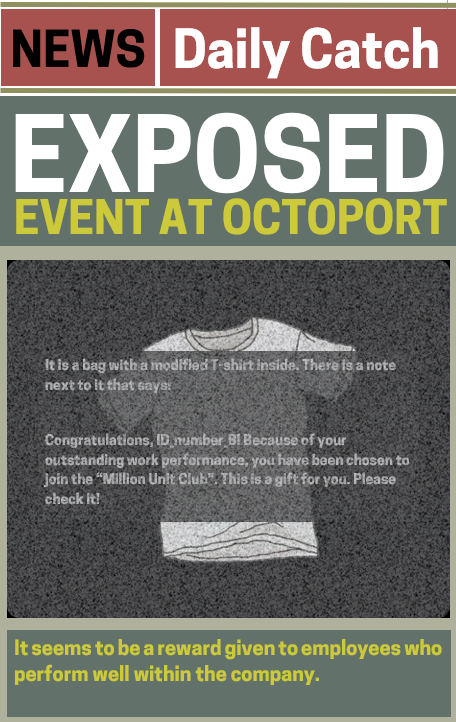 NEWS Daily Catch
EXPOSED
EVENT AT OCTOPORT
It is a bag with a modified T-shirt inside. There is a note
next to it that says:
Congratulations, ID_number_8! Because of your
outstanding work performance, you have been chosen to
join the “Million Unit Club”. This is a gift for you. Please
check it!
It seems to be a reward given to employees who
perform well within the company.